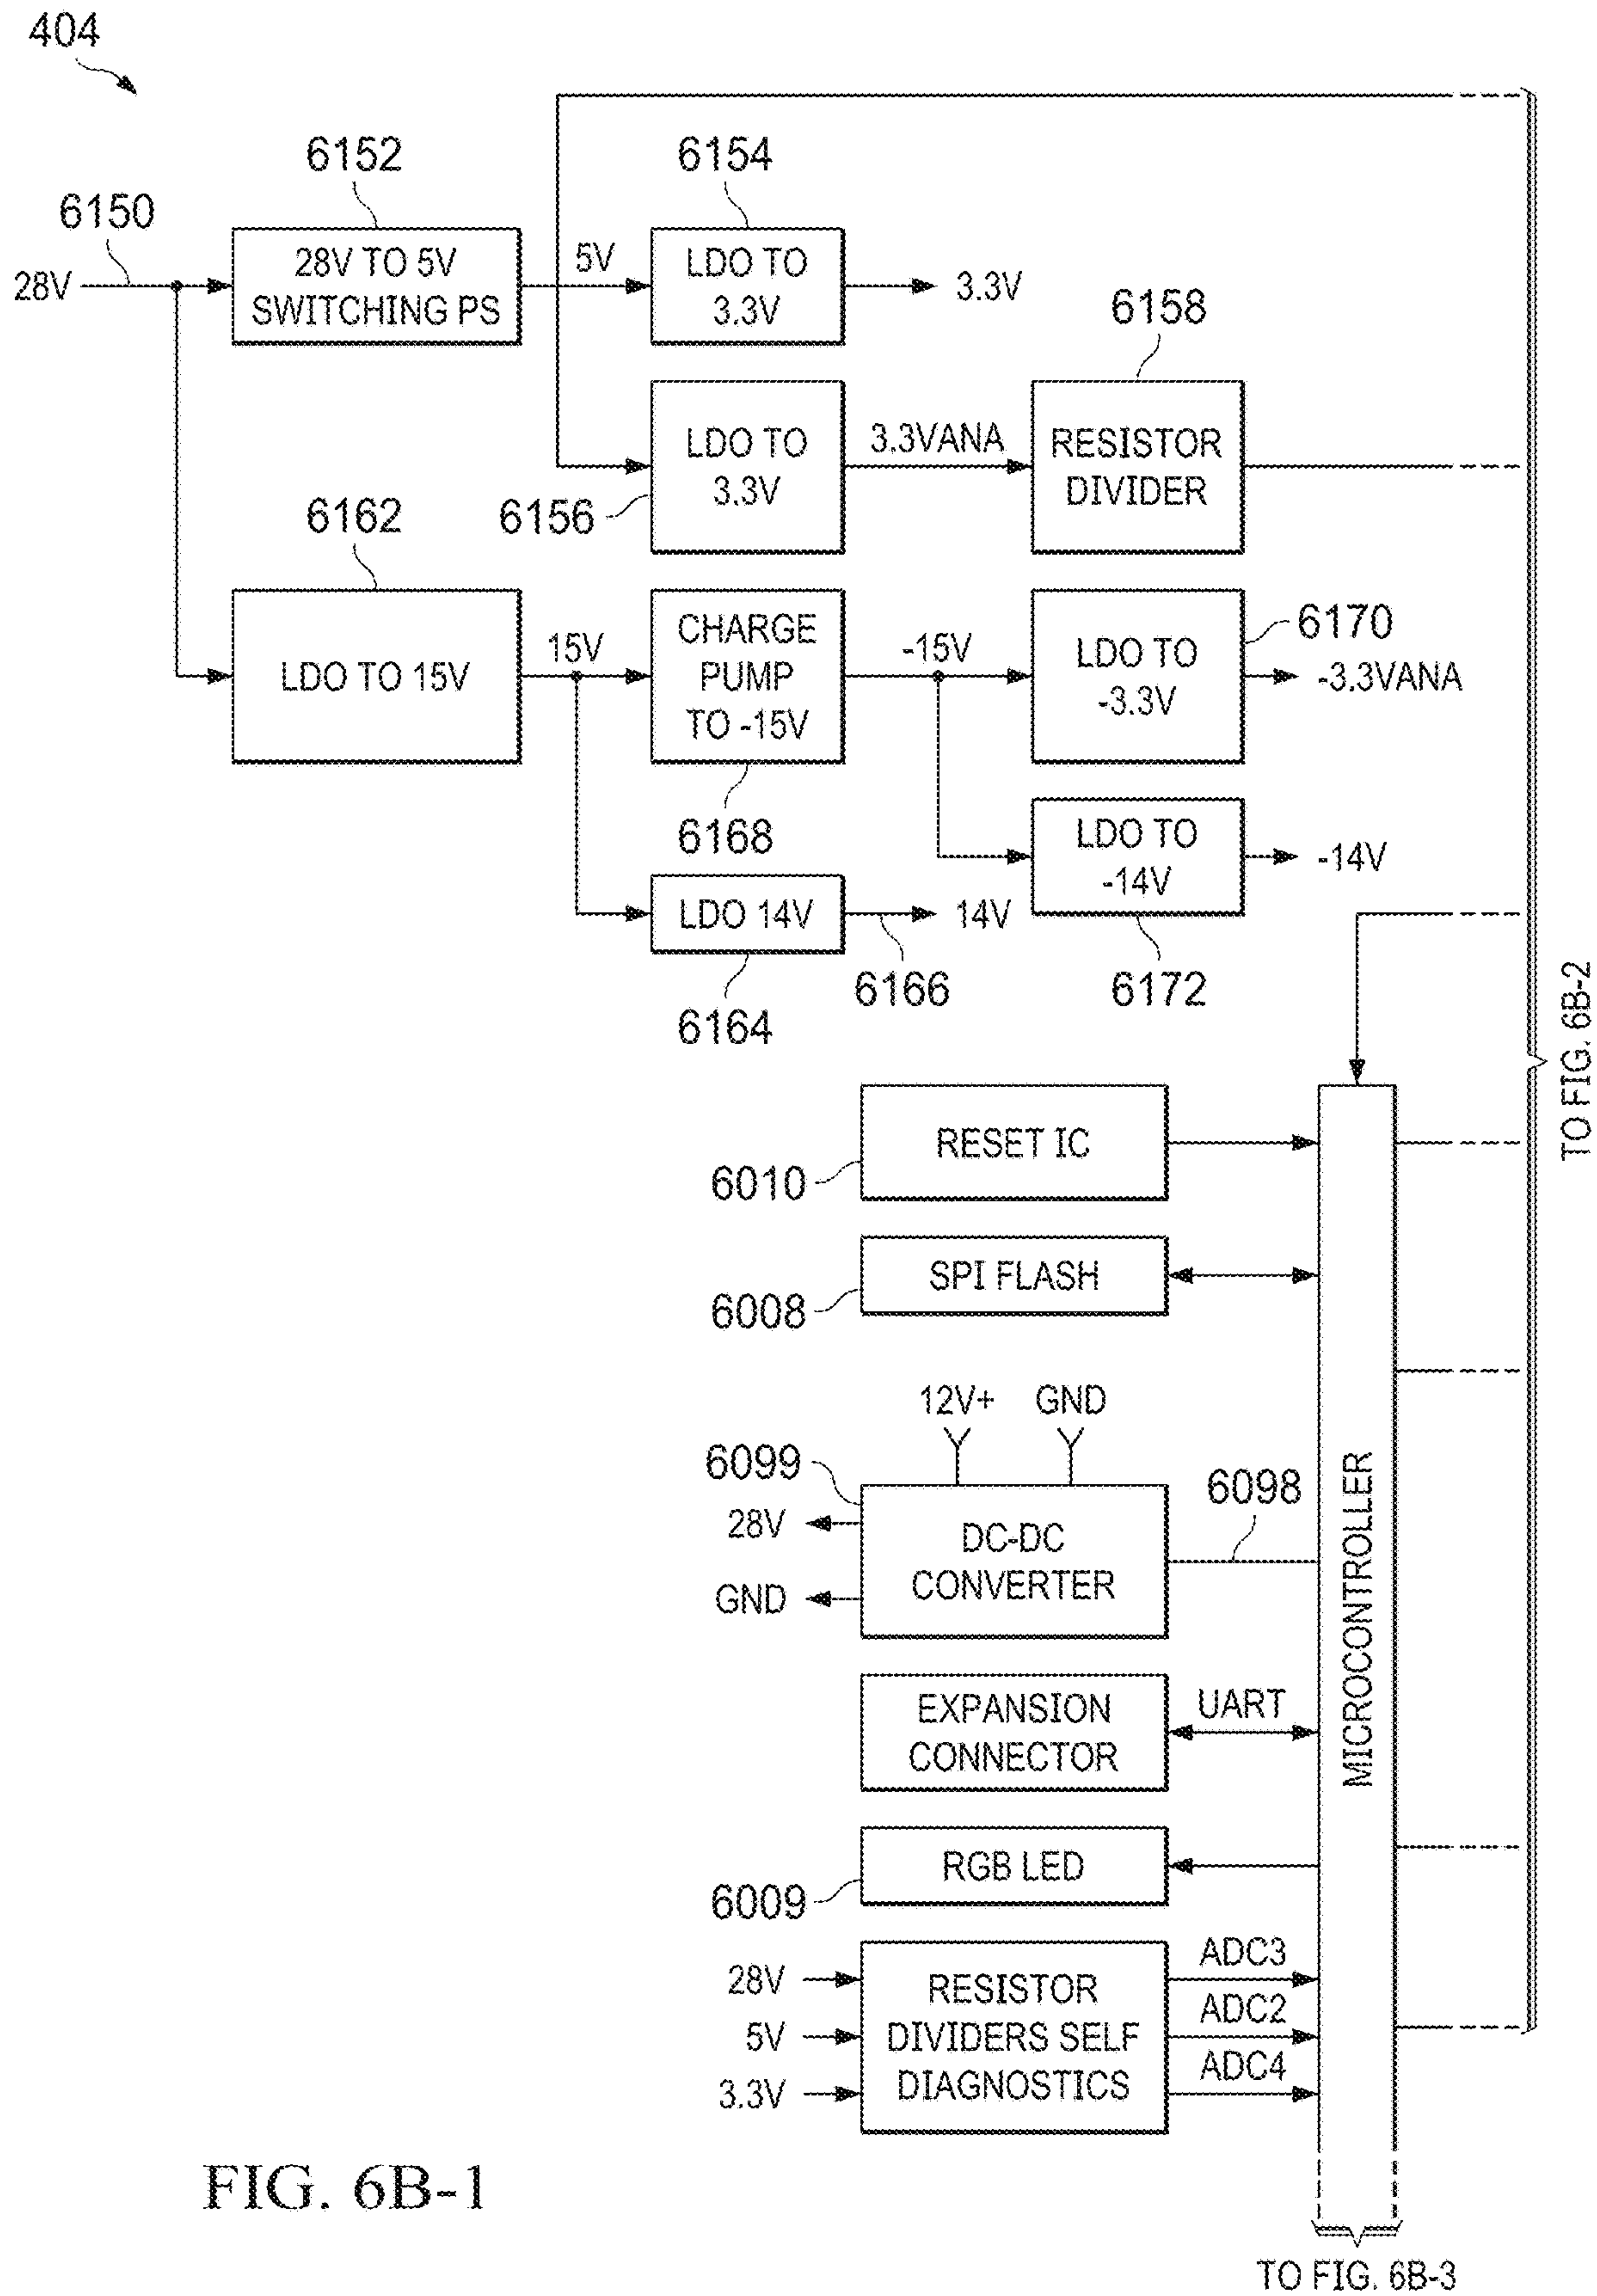 404
6152
6154
6150
28V
28V TO 5V
SWITCHING PS
5V
LDO TO
3.3V
3.3V
6158
LDO TO
3.3V
3.3VANA
RESISTOR
DIVIDER
6156
6162
LDO TO 15V
15V
CHARGE
PUMP
TO -15V
-15V
LDO TO
-3.3V
6170
-3.3VANA
6168
LDO TO
-14V
-14V
LDO 14V
14V
6166
6172
6164
TO FIG. 6B-2
RESET IC
6010
SPI FLASH
6008
12V+
GND
6099
28V
GND
DC-DC
CONVERTER
6098
MICROCONTROLLER
EXPANSION
CONNECTOR
UART
RGB LED
6009
28V
5V
3.3V
RESISTOR
DIVIDERS SELF
DIAGNOSTICS
ADC3
ADC2
ADC4
FIG. 6B-1
TO FIG. 6B-3